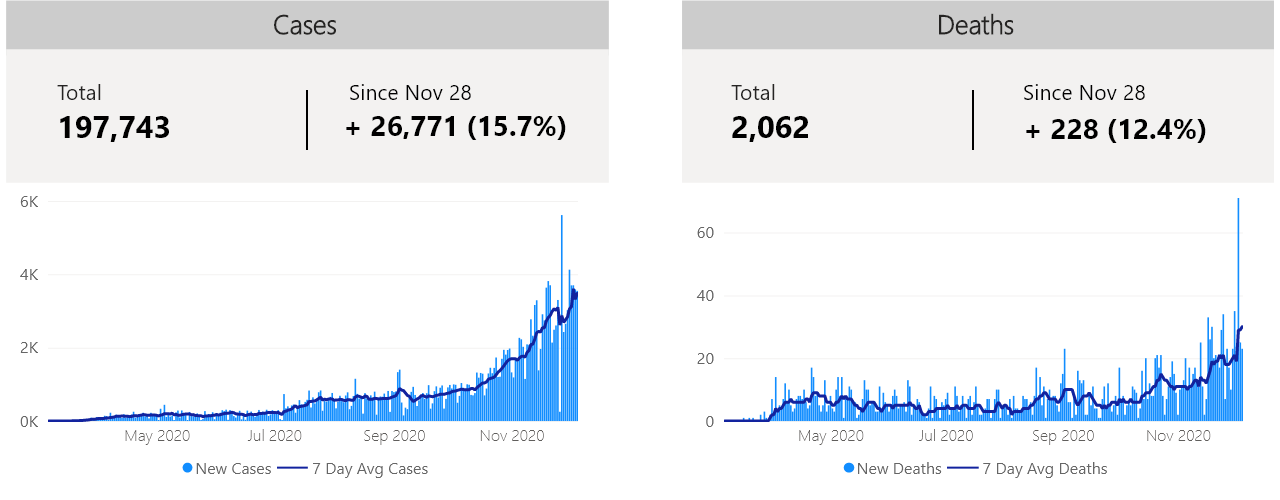 Cases
Total
197,743
Since Nov 28
+ 26,771 (15.7%)
6K
4K
2K
0K
May 2020 Jul 2020 Sep 2020 Nov 2020
New Cases 7 Day Avg Cases
Deaths
Total
2,062
Since Nov 28
+ 228 (12.4%)
60
40
20
0
May 2020 Jul 2020 Sep 2020 Nov 2020
New Deaths 7 Day Avg Deaths